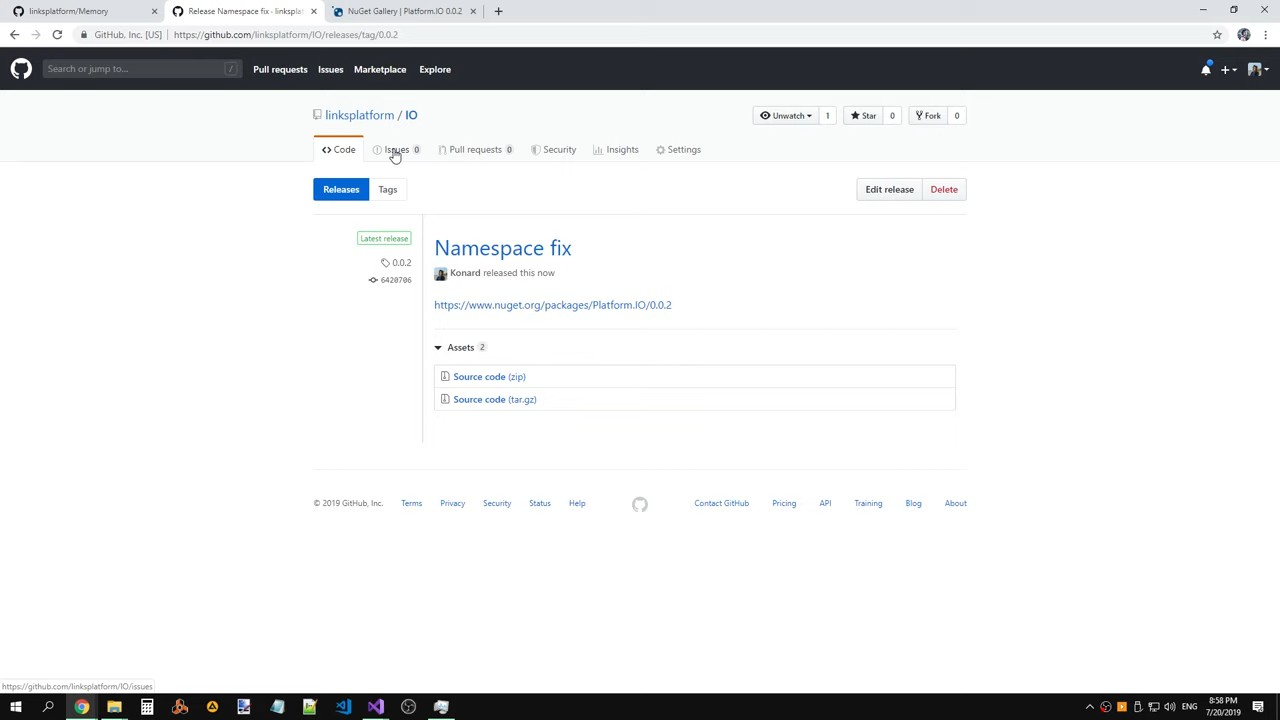 linksplatform/Memory
Release Namespace fix · linksp
NuGet Gallery | Platform.IO 0.0.2
GitHub, Inc. [US]
https://github.com/linksplatform/IO/releases/tag/0.0.2
Search or jump to...
/
Pull requests
Issues
Marketplace
Explore
linksplatform / IO
Unwatch 1
Star 0
Fork 0
Code
Issues 0
Pull requests 0
Security
Insights
Settings
Releases
Tags
Edit release
Delete
Latest release
0.0.2
6420706
Namespace fix
Konard released this now
https://www.nuget.org/packages/Platform.IO/0.0.2
Assets 2
Source code (zip)
Source code (tar.gz)
© 2019 GitHub, Inc.
Terms
Privacy
Security
Status
Help
Contact GitHub
Pricing
API
Training
Blog
About
https://github.com/linksplatform/IO/issues
ENG
8:58 PM
7/20/2019